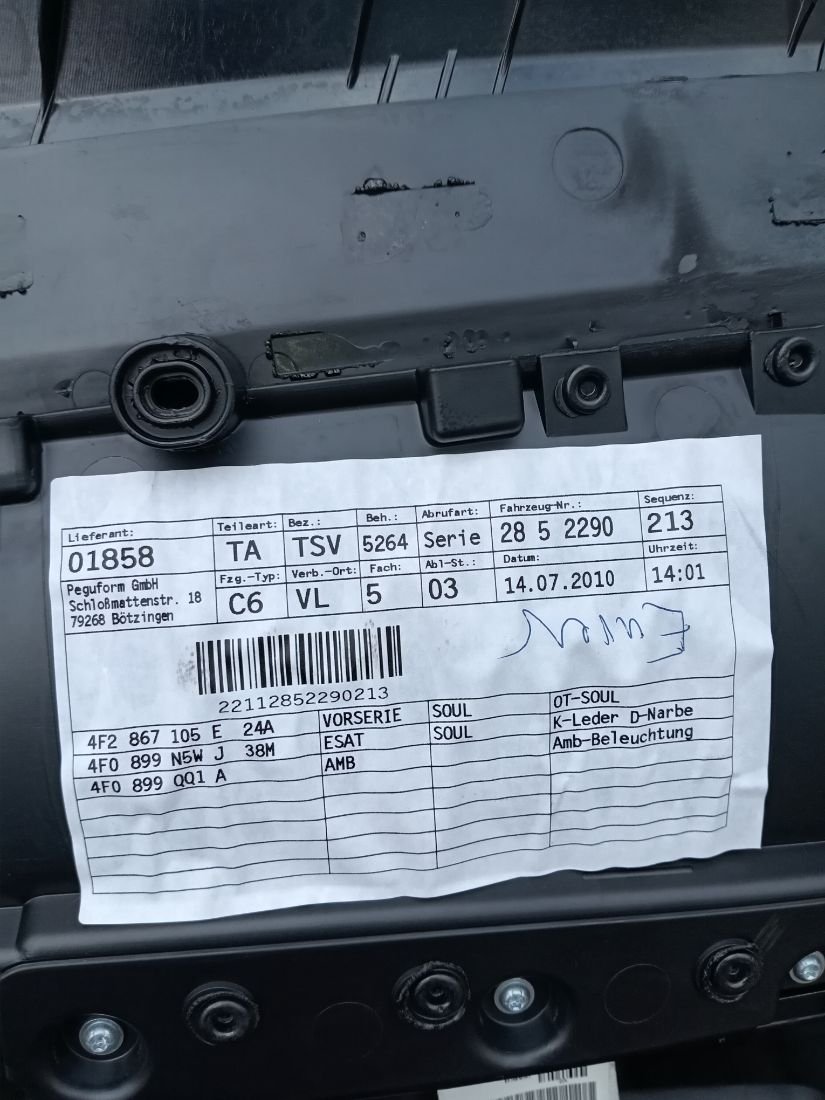 Lieferant: Teileart: Bez.: Beh.: Abrufart: Fahrzeug-Nr.: Sequenz:
01858 TA TSV 5264 Serie 28 5 2290 213
Peguform GmbH
Schloßmattenstr. 18
79268 Bötzingen
Fzg.-Typ: Verb.-Ort: Fach: Abl-St.: Datum: Uhrzeit:
C6 VL 5 03 14.07.2010 14:01
22112852290213
4F2 867 105 E 24A VORSERIE SOUL OT-SOUL
4F0 899 N5W J 38M ESAT SOUL K-Leder D-Narbe
4F0 899 QQ1 A AMB Amb-Beleuchtung